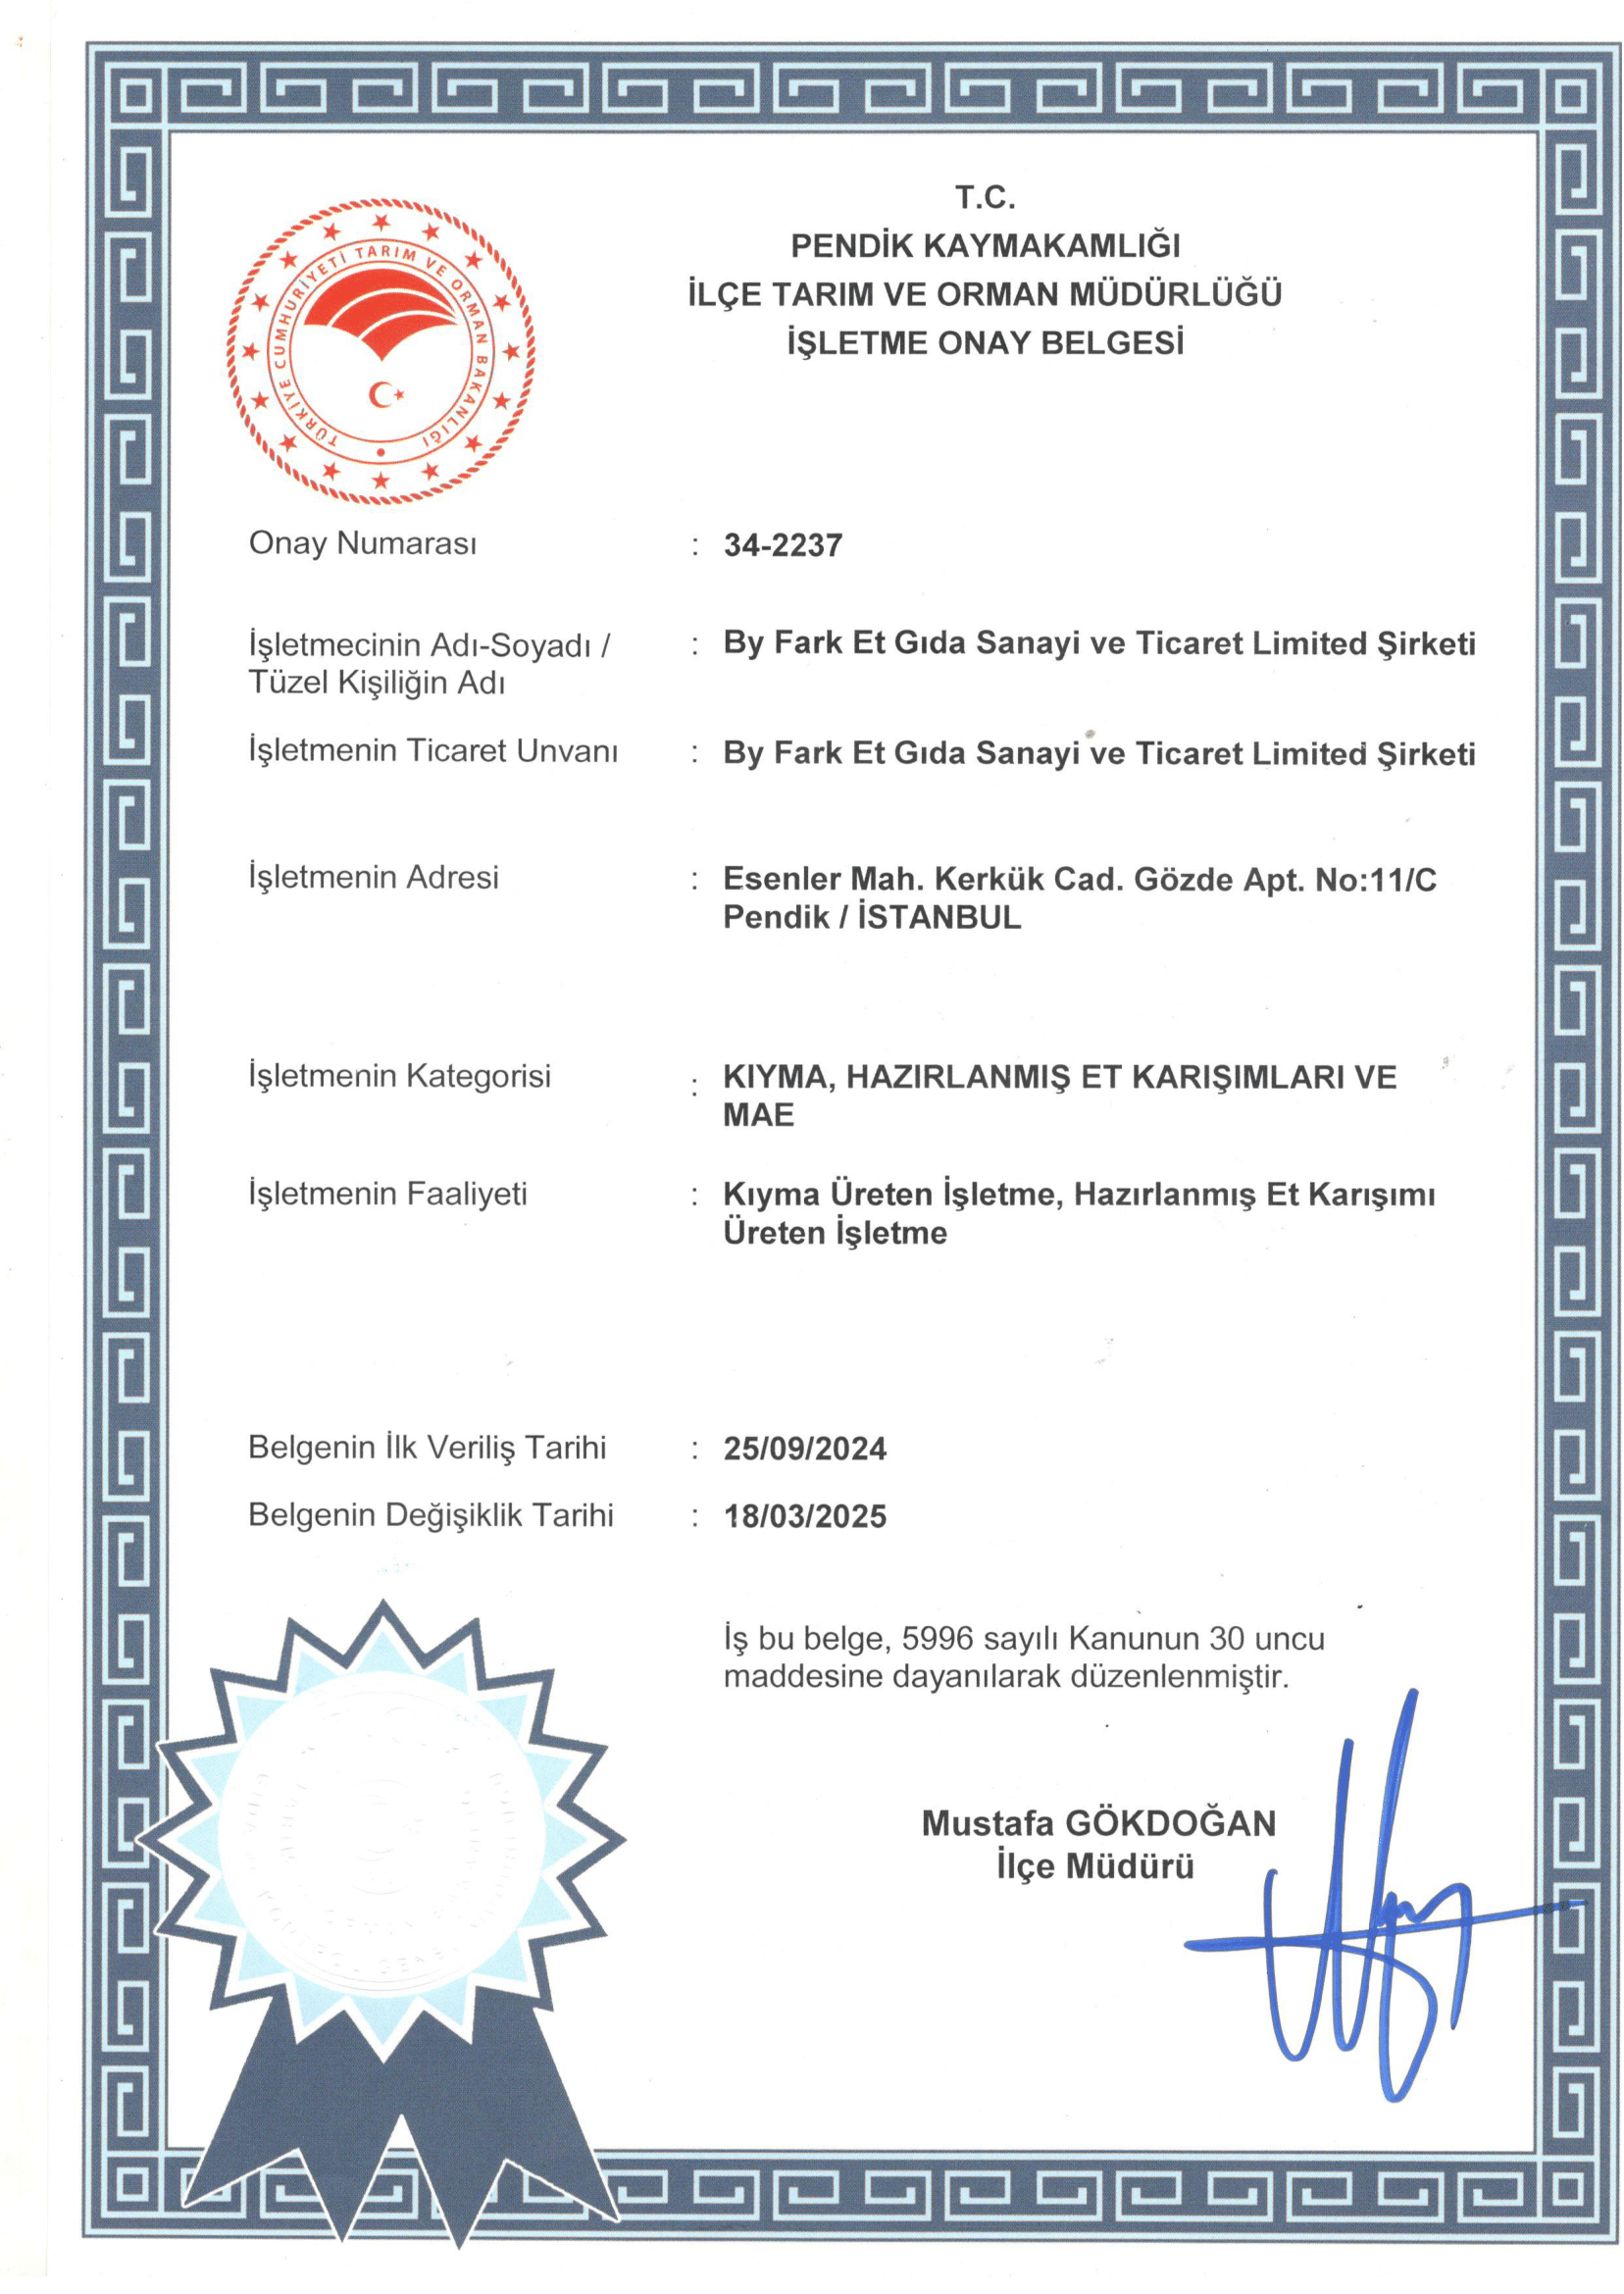 T.C.
PENDİK KAYMAKAMLIĞI
İLÇE TARIM VE ORMAN MÜDÜRLÜĞÜ
İŞLETME ONAY BELGESİ
TÜRKİYE CUMHURİYETİ TARIM VE ORMAN BAKANLIĞI
Onay Numarası : 34-2237
İşletmecinin Adı-Soyadı / : By Fark Et Gıda Sanayi ve Ticaret Limited Şirketi
Tüzel Kişiliğin Adı
İşletmenin Ticaret Unvanı : By Fark Et Gıda Sanayi ve Ticaret Limited Şirketi
İşletmenin Adresi : Esenler Mah. Kerkük Cad. Gözde Apt. No:11/C
Pendik / İSTANBUL
İşletmenin Kategorisi : KIYMA, HAZIRLANMIŞ ET KARIŞIMLARI VE
MAE
İşletmenin Faaliyeti : Kıyma Üreten İşletme, Hazırlanmış Et Karışımı
Üreten İşletme
Belgenin İlk Veriliş Tarihi : 25/09/2024
Belgenin Değişiklik Tarihi : 18/03/2025
İş bu belge, 5996 sayılı Kanunun 30 uncu
maddesine dayanılarak düzenlenmiştir.
Mustafa GÖKDOĞAN
İlçe Müdürü